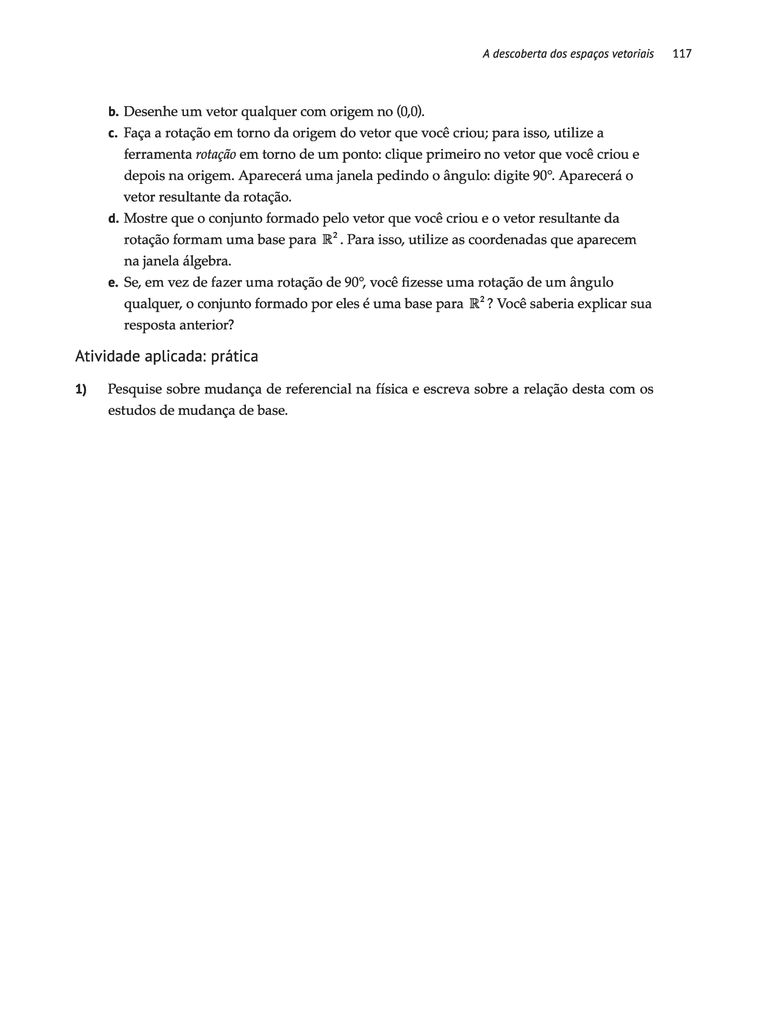 A descoberta dos espaços vetoriais 117
b. Desenhe um vetor qualquer com origem no (0,0).
c. Faça a rotação em torno da origem do vetor que você criou; para isso, utilize a
ferramenta rotação em torno de um ponto: clique primeiro no vetor que você criou e
depois na origem. Aparecerá uma janela pedindo o ângulo: digite 90°. Aparecerá o
vetor resultante da rotação.
d. Mostre que o conjunto formado pelo vetor que você criou e o vetor resultante da
rotação formam uma base para ℝ². Para isso, utilize as coordenadas que aparecem
na janela álgebra.
e. Se, em vez de fazer uma rotação de 90°, você fizesse uma rotação de um ângulo
qualquer, o conjunto formado por eles é uma base para ℝ²? Você saberia explicar sua
resposta anterior?
Atividade aplicada: prática
1) Pesquise sobre mudança de referencial na física e escreva sobre a relação desta com os
estudos de mudança de base.